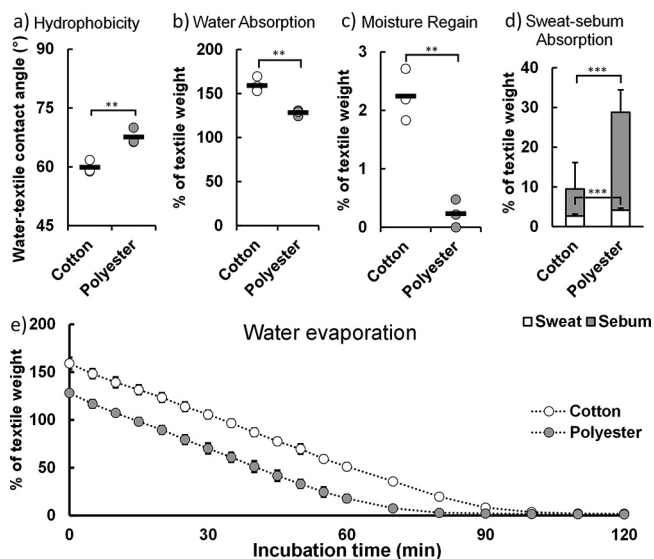 a) Hydrophobicity
Water-textile contact angle (°)
90
75
60
45
**
Cotton
Polyester
b) Water Absorption
% of textile weight
200
150
100
50
0
**
Cotton
Polyester
c) Moisture Regain
% of textile weight
3
2
1
0
**
Cotton
Polyester
d) Sweat-sebum
Absorption
% of textile weight
40
30
20
10
0
***
***
Cotton
Polyester
Sweat Sebum
e) Water evaporation
% of textile weight
200
150
100
50
0
Cotton
Polyester
0 30 60 90 120
Incubation time (min)